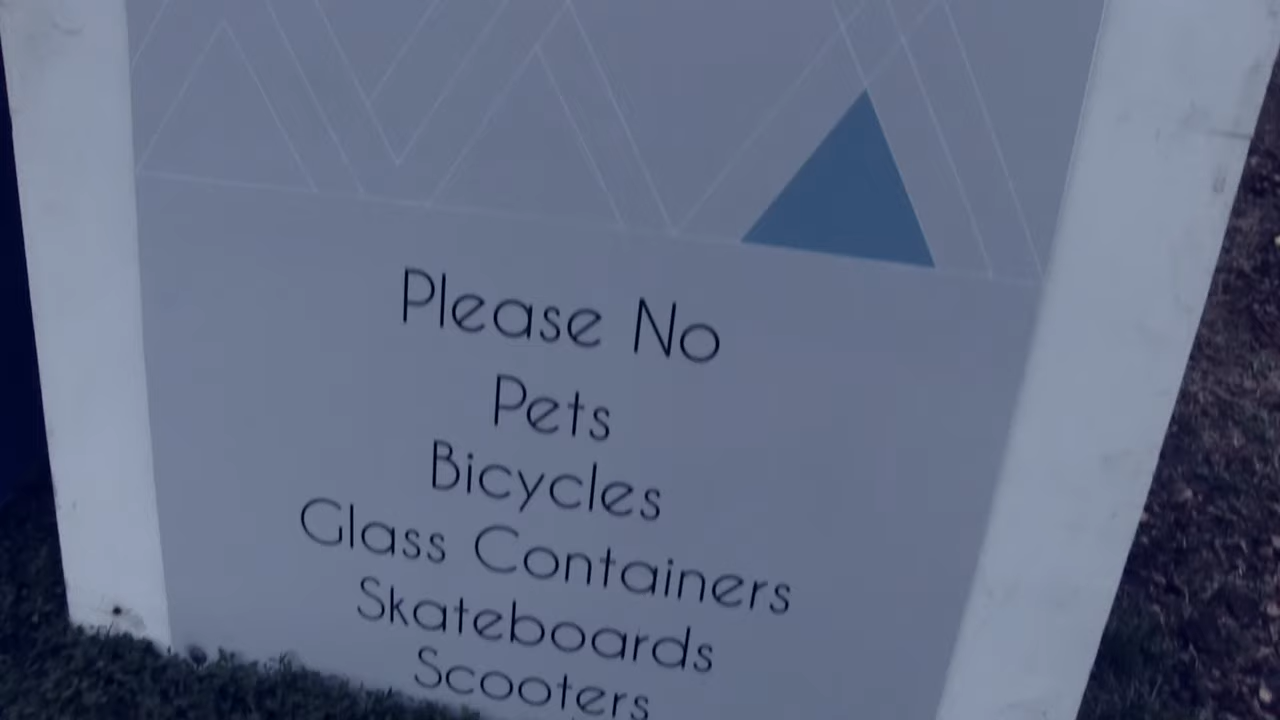 Please No
Pets
Bicycles
Glass Containers
Skateboards
Scooters